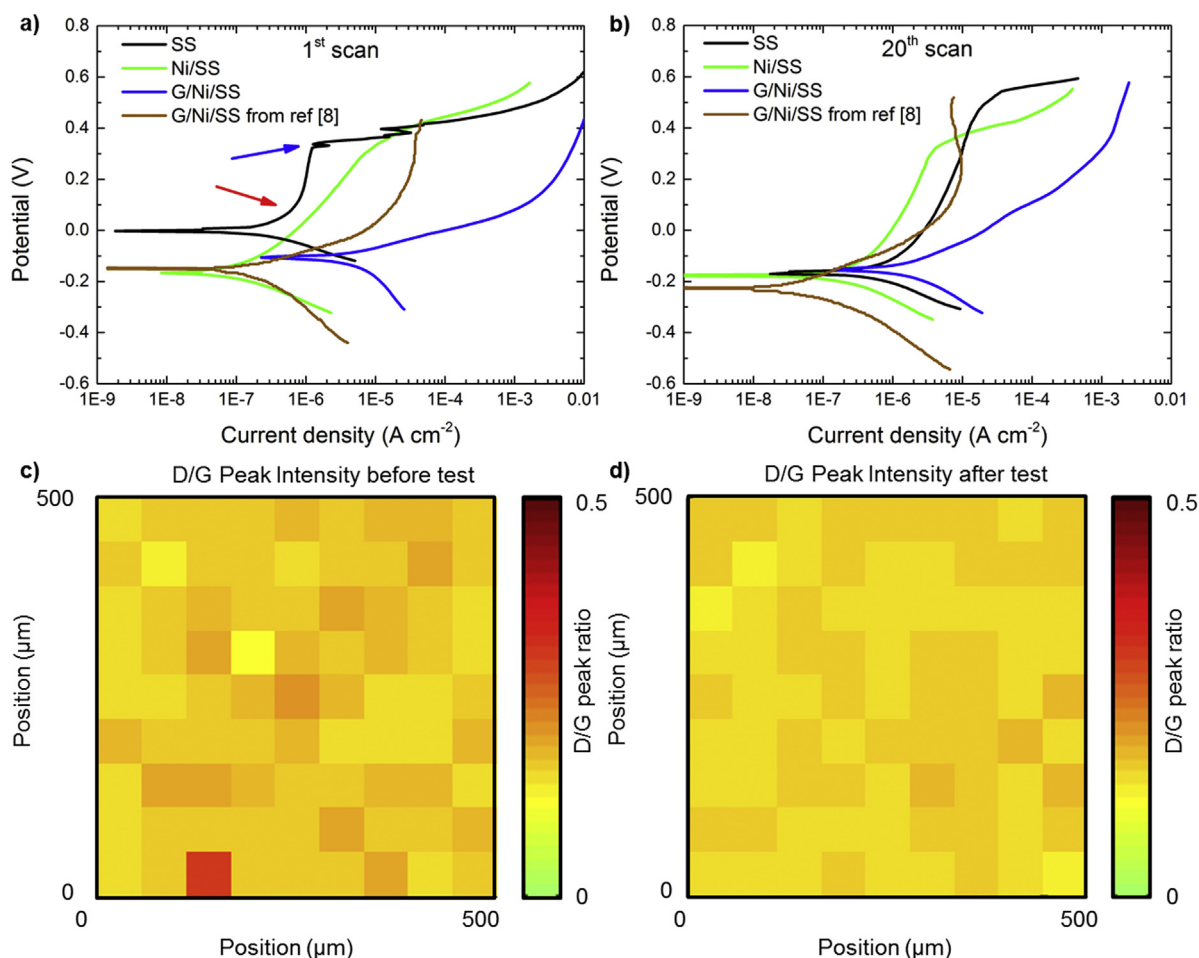 a)
1st scan
SS
Ni/SS
G/Ni/SS
G/Ni/SS from ref [8]
0.8
0.6
0.4
0.2
0.0
-0.2
-0.4
-0.6
Potential (V)
1E-9 1E-8 1E-7 1E-6 1E-5 1E-4 1E-3 0.01
Current density (A cm-2)
b)
20th scan
SS
Ni/SS
G/Ni/SS
G/Ni/SS from ref [8]
0.8
0.6
0.4
0.2
0.0
-0.2
-0.4
-0.6
Potential (V)
1E-9 1E-8 1E-7 1E-6 1E-5 1E-4 1E-3 0.01
Current density (A cm-2)
c)
D/G Peak Intensity before test
500
Position (µm)
0
0 500
Position (µm)
0.5
D/G peak ratio
0
d)
D/G Peak Intensity after test
500
Position (µm)
0
0 500
Position (µm)
0.5
D/G peak ratio
0